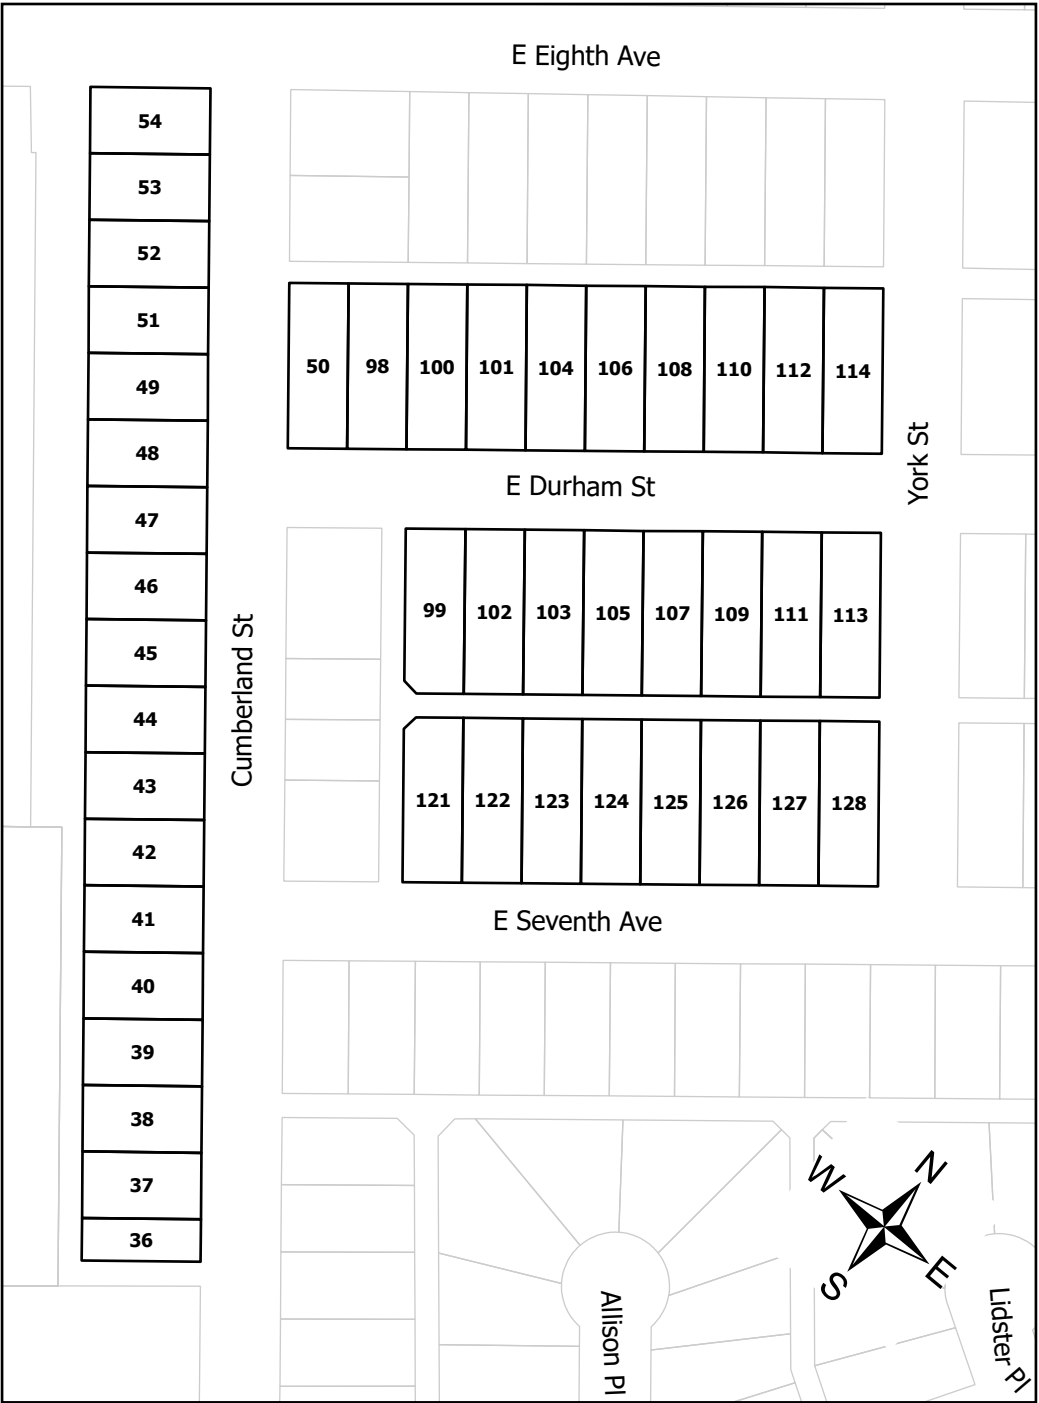 E Eighth Ave
54
53
52
51
50 98 100 101 104 106 108 110 112 114
49
48
York St
E Durham St
47
46
99 102 103 105 107 109 111 113
45
Cumberland St
44
43
121 122 123 124 125 126 127 128
42
41
E Seventh Ave
40
39
38
37
36
W N
S E
Allison Pl
Lidster Pl